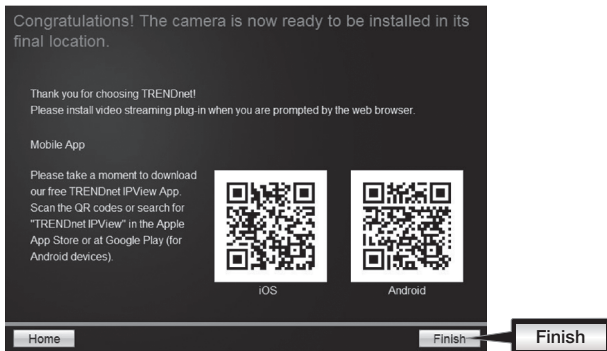 Congratulations! The camera is now ready to be installed in its
final location.
Thank you for choosing TRENDnet!
Please install video streaming plug-in when you are prompted by the web browser.
Mobile App
Please take a moment to download
our free TRENDnet IPView App.
Scan the QR codes or search for
"TRENDnet IPView" in the Apple
App Store or at Google Play (for
Android devices).
iOS
Android
Home
Finish
Finish